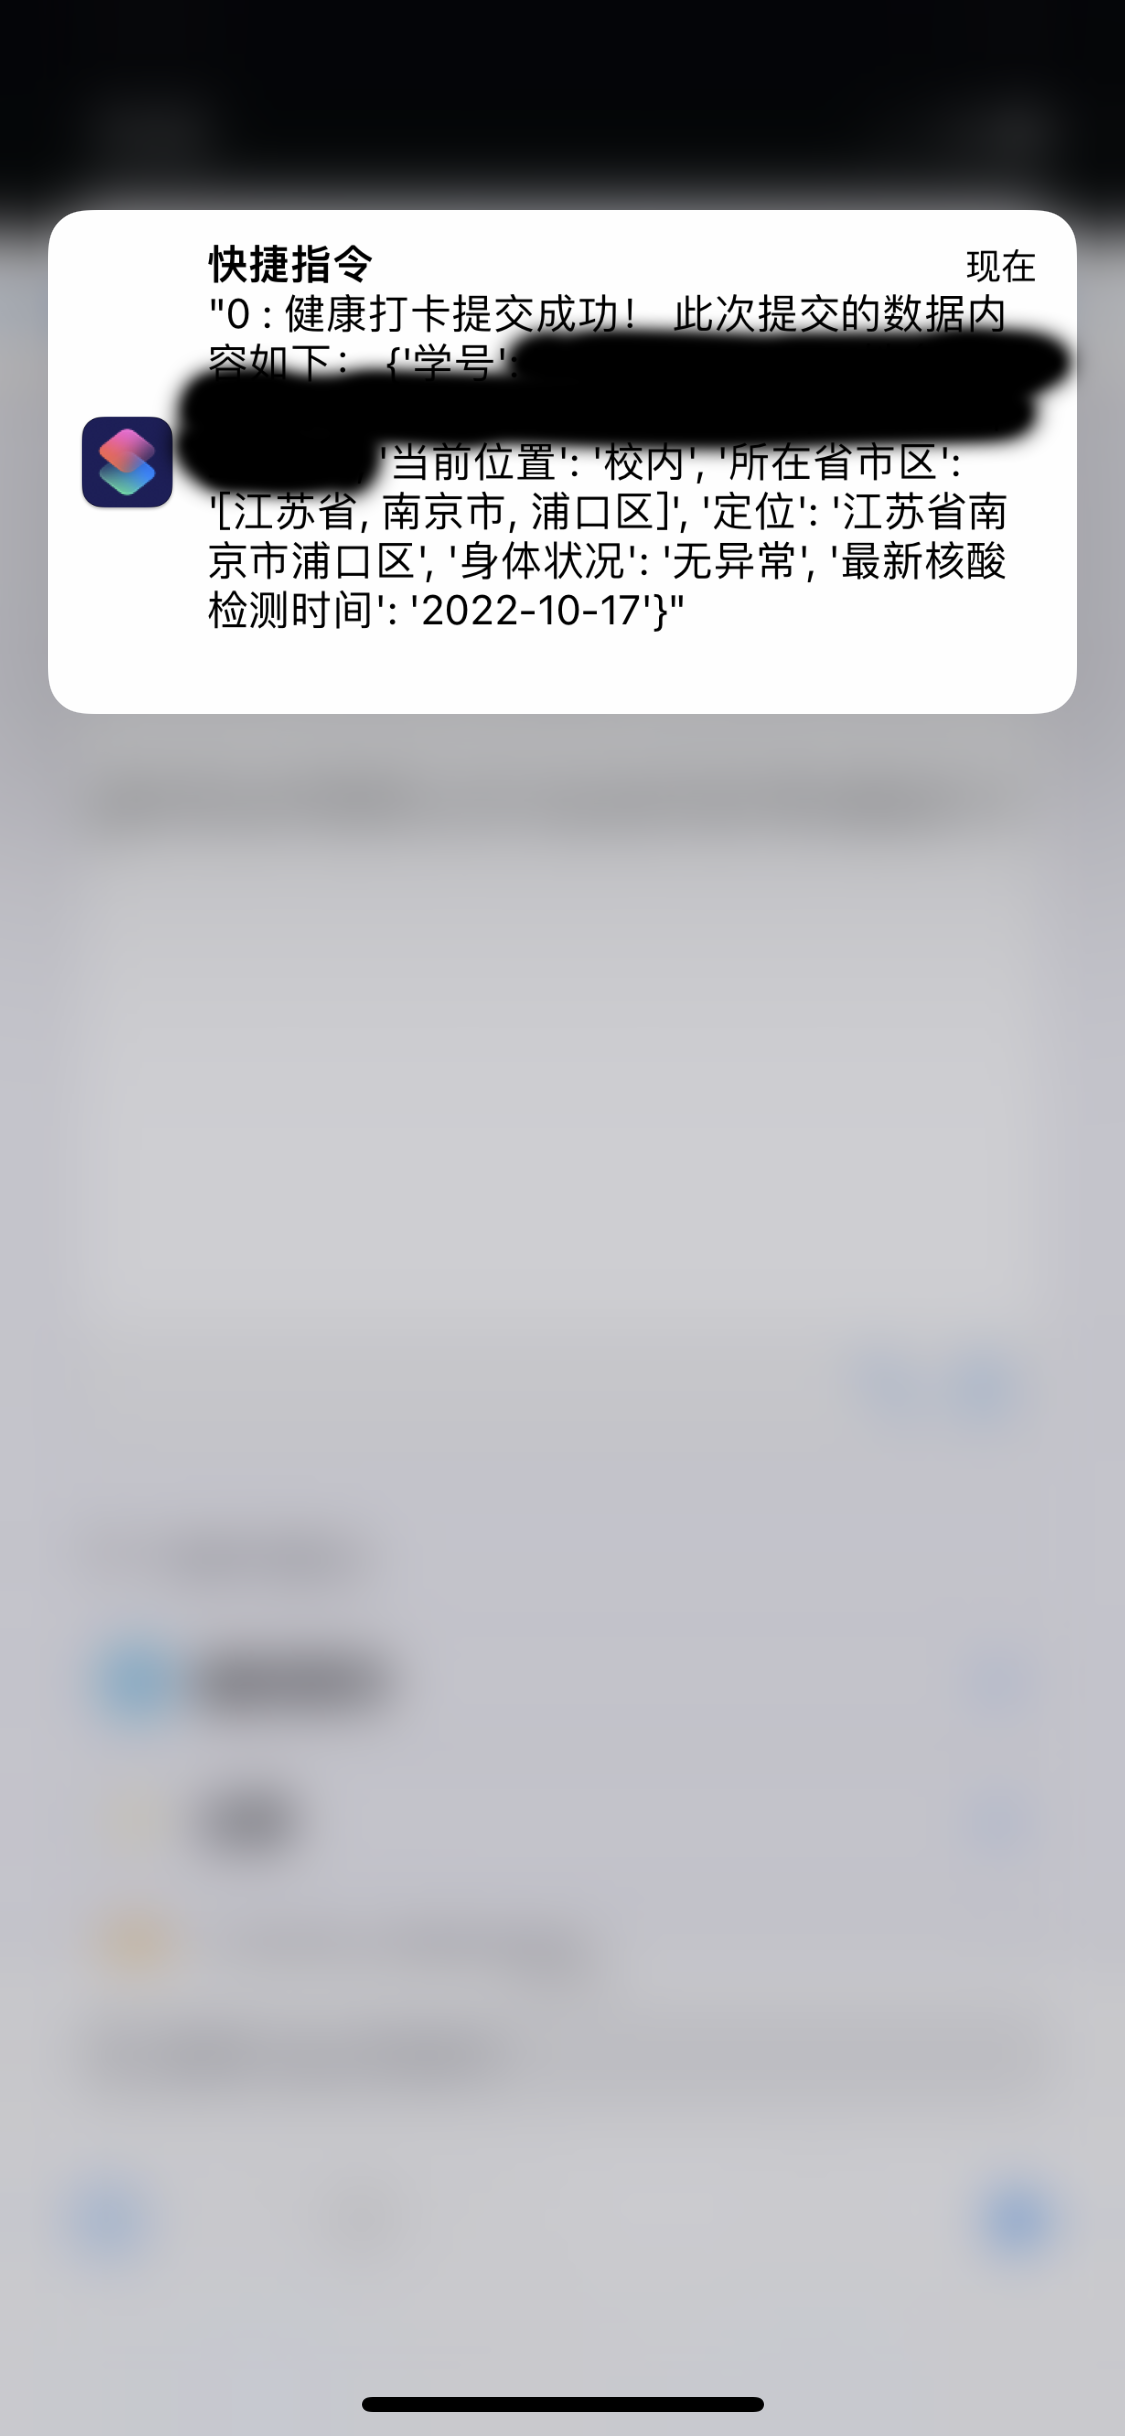 快捷指令
现在
"0 : 健康打卡提交成功！ 此次提交的数据内
容如下： {'学号':
, '当前位置': '校内', '所在省市区':
'[江苏省, 南京市, 浦口区]', '定位': '江苏省南
京市浦口区', '身体状况': '无异常', '最新核酸
检测时间': '2022-10-17'}"